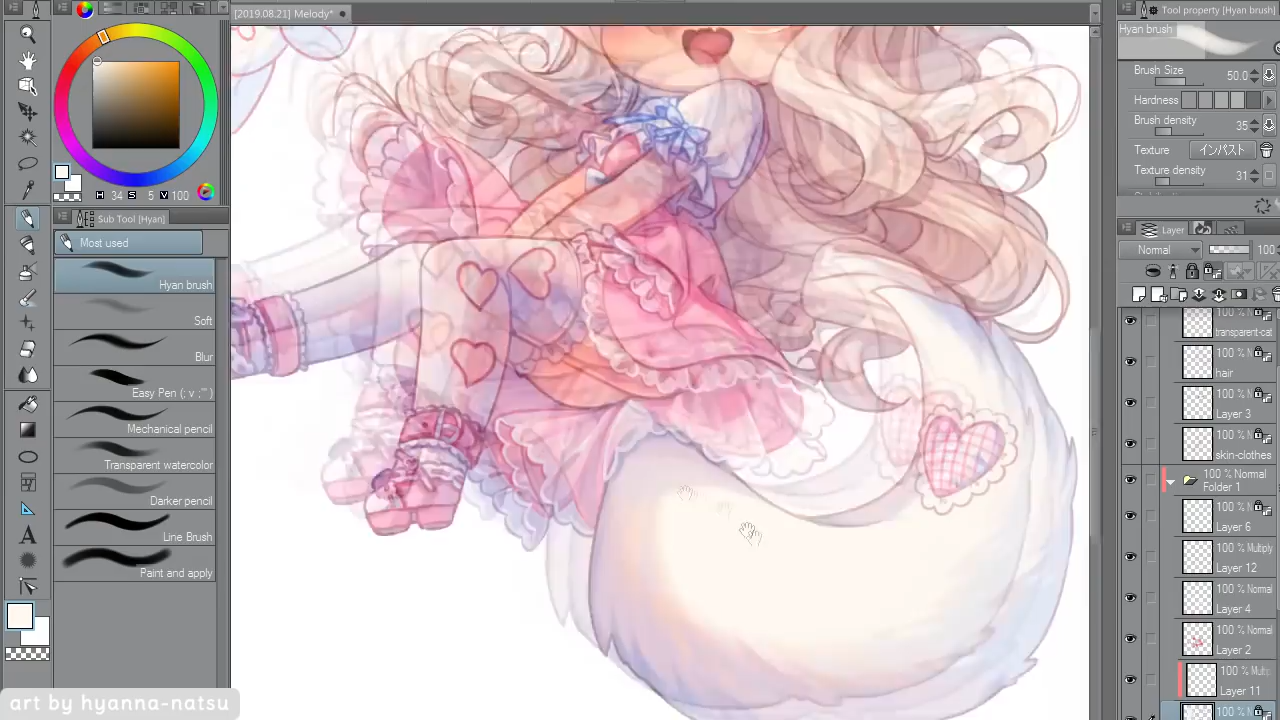 [2019.08.21] Melody*
H 34 S 5 V 100
Sub Tool [Hyan]
Most used
Hyan brush
Soft
Blur
Easy Pen (; v ;"" )
Mechanical pencil
Transparent watercolor
Darker pencil
Line Brush
Paint and apply
art by hyanna-natsu
Tool property [Hyan brush]
Hyan brush
Brush Size 50.0
Hardness
Brush density 35
Texture インパスト
Texture density 31
Layer
Normal 100
transparent-cat
hair
Layer 3
skin-clothes
100 % Normal
Folder 1
Layer 6
100 % Multiply
Layer 12
100 % Normal
Layer 4
100 % Normal
Layer 2
100 %
Layer 11